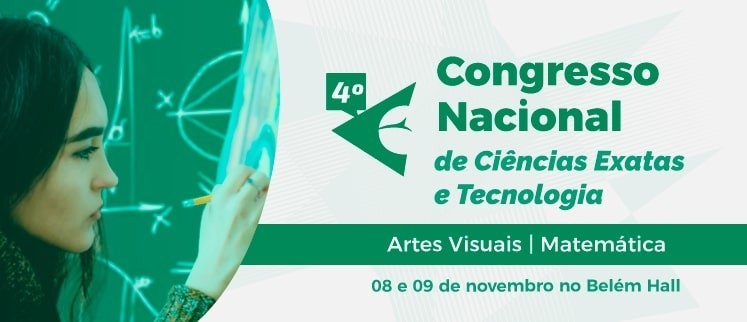 4º
Congresso
Nacional
de Ciências Exatas
e Tecnologia
Artes Visuais | Matemática
08 e 09 de novembro no Belém Hall